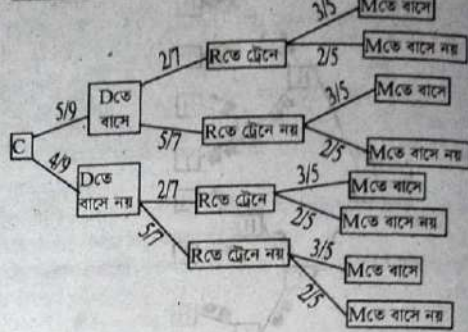 3/5
Mতে বাসে
2/7
Rতে ট্রেনে
2/5
Mতে বাসে নয়
5/9
Dতে
বাসে
3/5
Mতে বাসে
5/7
Rতে ট্রেনে নয়
2/5
Mতে বাসে নয়
C
4/9
Dতে
বাসে নয়
2/7
Rতে ট্রেনে
3/5
Mতে বাসে
2/5
Mতে বাসে নয়
5/7
Rতে ট্রেনে নয়
3/5
Mতে বাসে
2/5
Mতে বাসে নয়